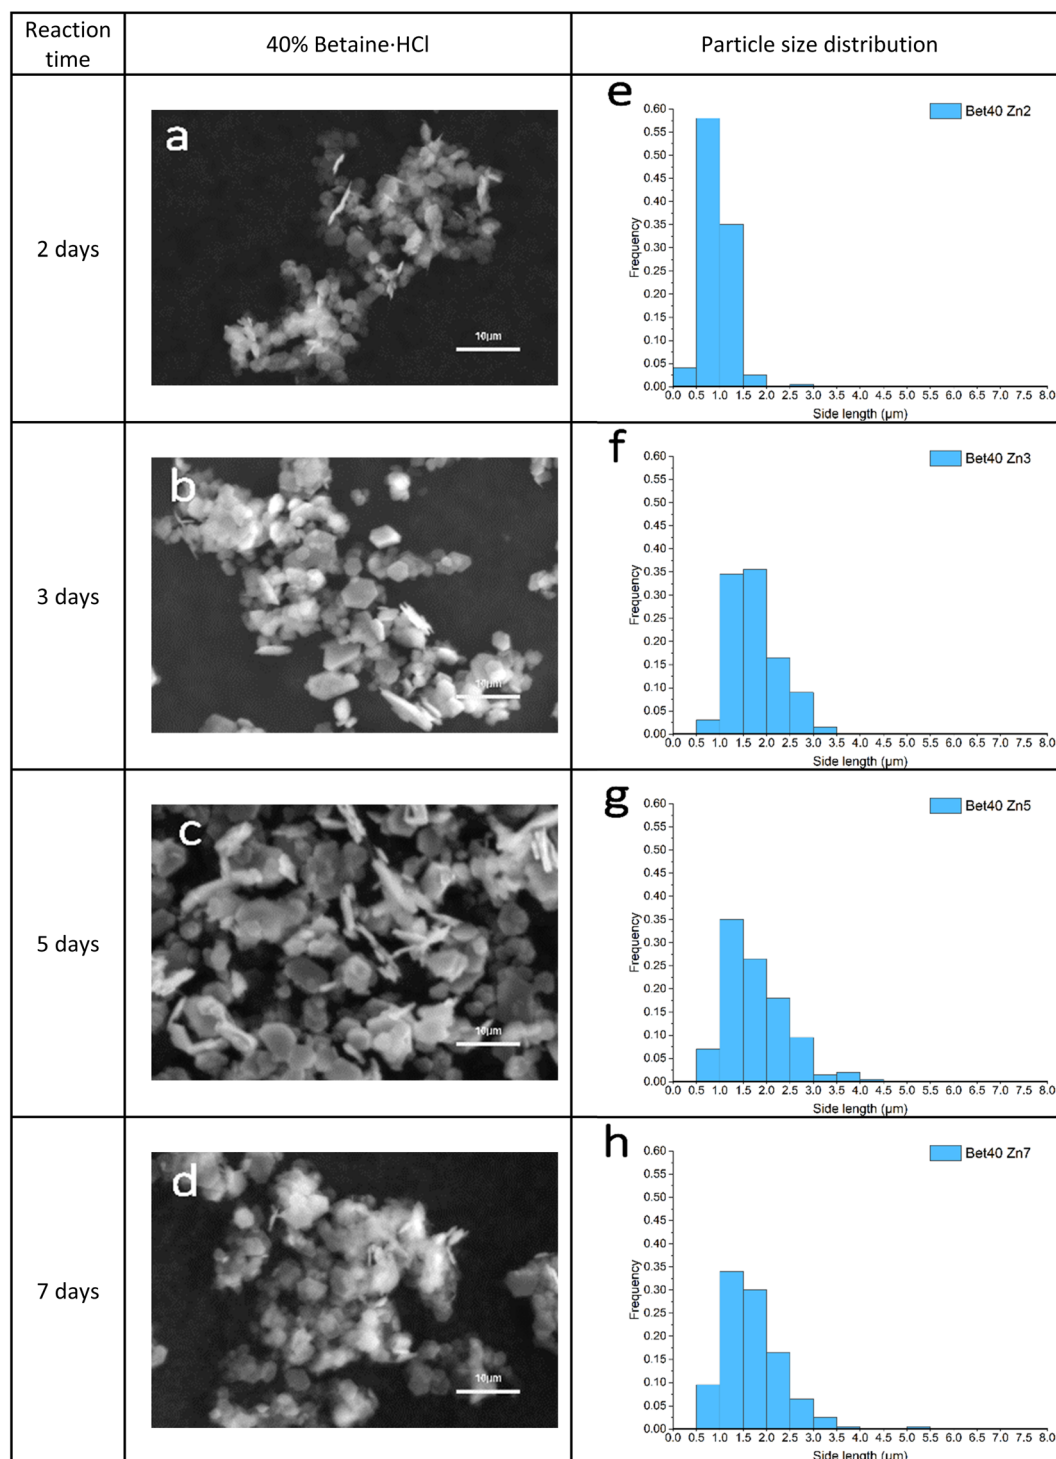 Reaction time
40% Betaine·HCl
Particle size distribution
2 days
a
10µm
e
Bet40 Zn2
Frequency
0.60
0.55
0.50
0.45
0.40
0.35
0.30
0.25
0.20
0.15
0.10
0.05
0.00
0.0 0.5 1.0 1.5 2.0 2.5 3.0 3.5 4.0 4.5 5.0 5.5 6.0 6.5 7.0 7.5 8.0
Side length (µm)
3 days
b
10µm
f
Bet40 Zn3
Frequency
0.60
0.55
0.50
0.45
0.40
0.35
0.30
0.25
0.20
0.15
0.10
0.05
0.00
0.0 0.5 1.0 1.5 2.0 2.5 3.0 3.5 4.0 4.5 5.0 5.5 6.0 6.5 7.0 7.5 8.0
Side length (µm)
5 days
c
10µm
g
Bet40 Zn5
Frequency
0.60
0.55
0.50
0.45
0.40
0.35
0.30
0.25
0.20
0.15
0.10
0.05
0.00
0.0 0.5 1.0 1.5 2.0 2.5 3.0 3.5 4.0 4.5 5.0 5.5 6.0 6.5 7.0 7.5 8.0
Side length (µm)
7 days
d
10µm
h
Bet40 Zn7
Frequency
0.60
0.55
0.50
0.45
0.40
0.35
0.30
0.25
0.20
0.15
0.10
0.05
0.00
0.0 0.5 1.0 1.5 2.0 2.5 3.0 3.5 4.0 4.5 5.0 5.5 6.0 6.5 7.0 7.5 8.0
Side length (µm)